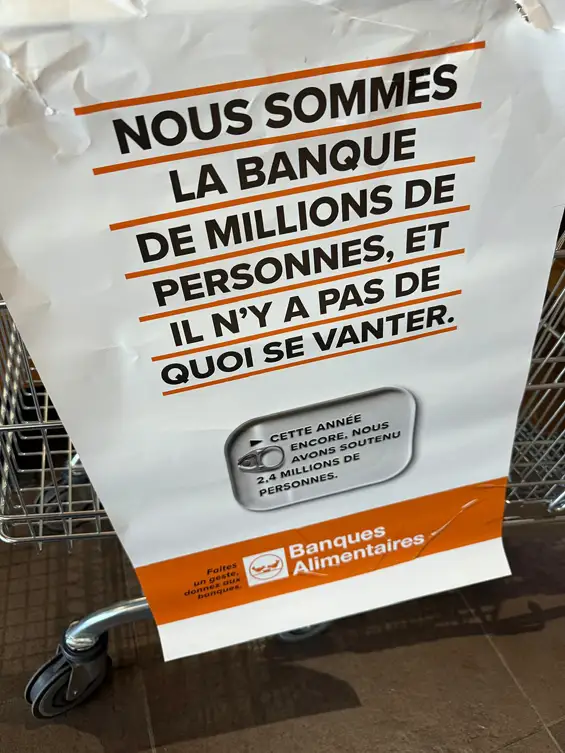 NOUS SOMMES
LA BANQUE
DE MILLIONS DE
PERSONNES, ET
IL N'Y A PAS DE
QUOI SE VANTER.
► CETTE ANNÉE
ENCORE, NOUS
AVONS SOUTENU
2,4 MILLIONS DE
PERSONNES.
Faites
un geste,
donnez aux
banques.
Banques
Alimentaires